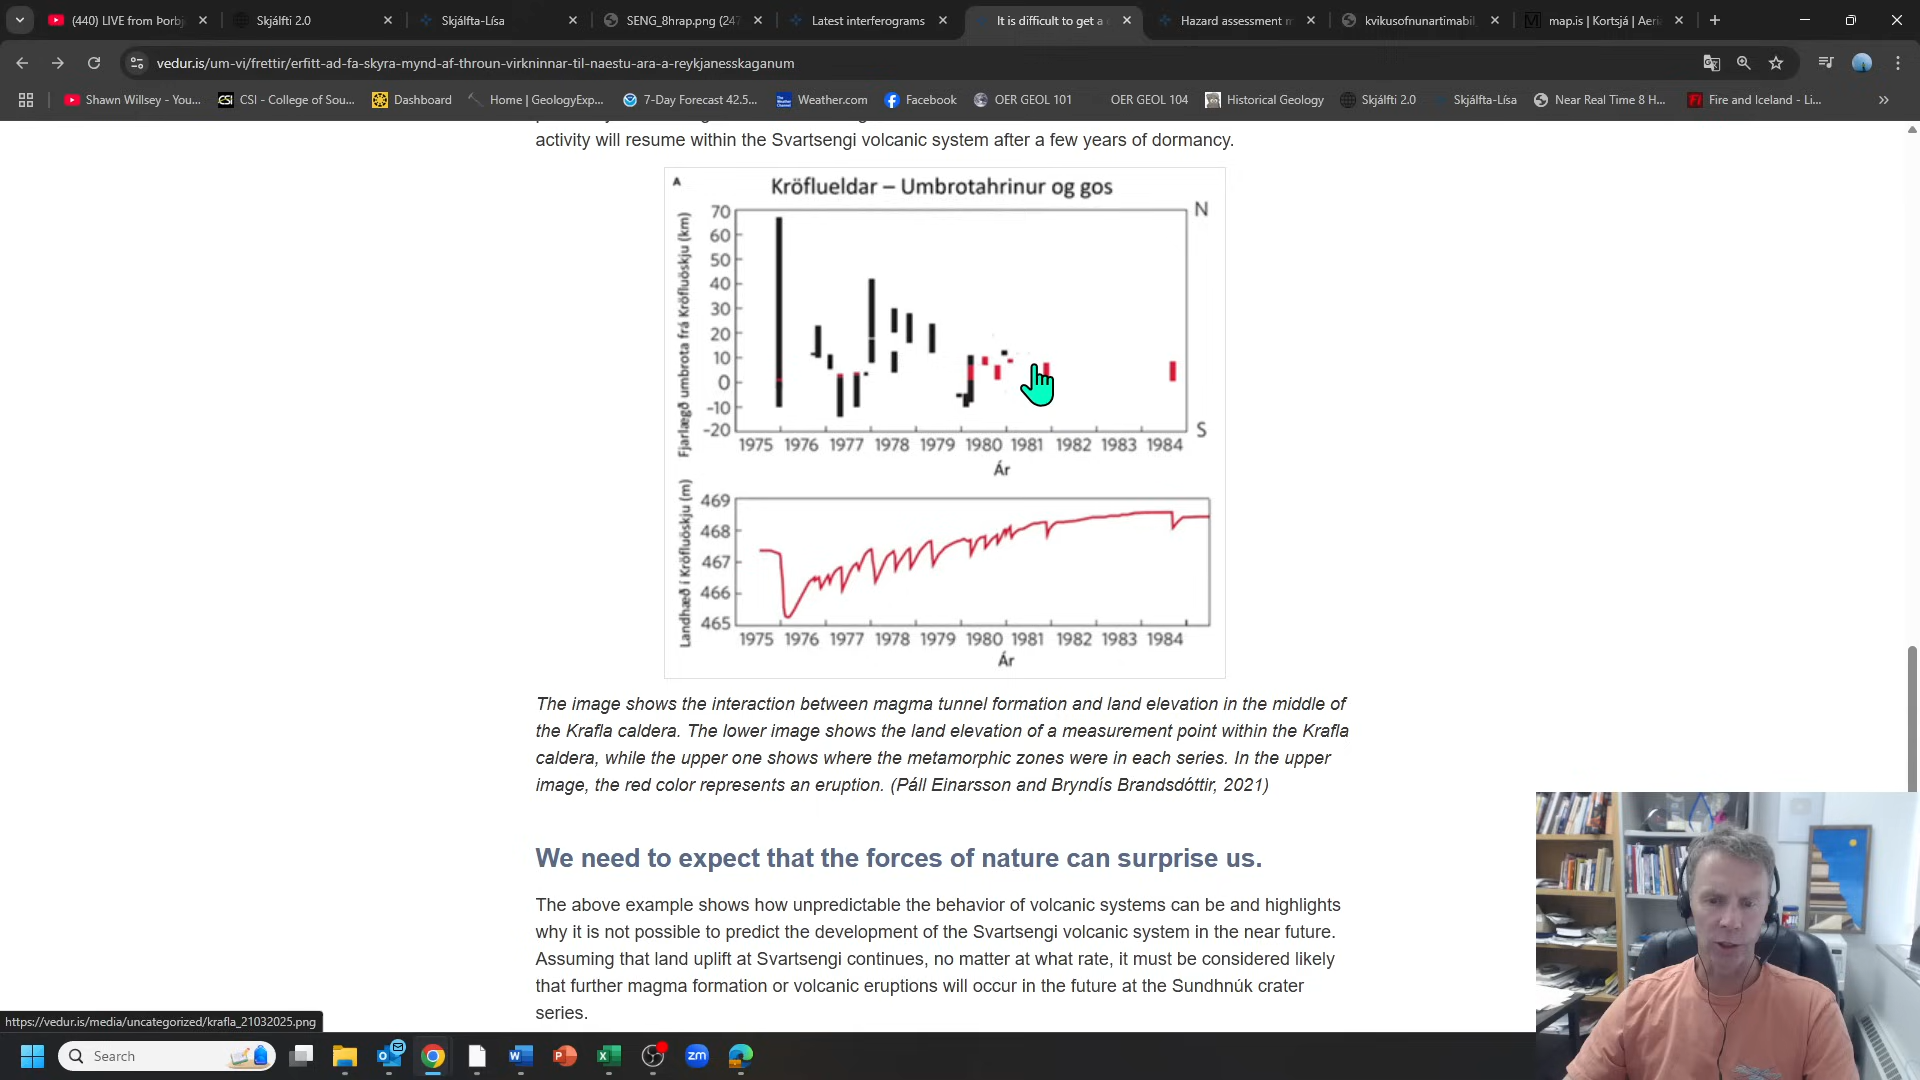 (440) LIVE from Þorbj
Skjálfti 2.0
Skjálfta-Lísa
SENG_8hrap.png (24
Latest interferograms
It is difficult to get a
Hazard assessment
kvikusofnunartimabil
map.is | Kortsjá | Aeri
vedur.is/um-vi/frettir/erfitt-ad-fa-skyra-mynd-af-throun-virkninnar-til-naestu-ara-a-reykjanesskaganum
Shawn Willsey - You...
CSI - College of Sou...
Dashboard
Home | GeologyExp...
7-Day Forecast 42.5...
Weather.com
Facebook
OER GEOL 101
OER GEOL 104
Historical Geology
Skjálfti 2.0
Skjálfta-Lísa
Near Real Time 8 H...
Fire and Iceland - Li...
activity will resume within the Svartsengi volcanic system after a few years of dormancy.
A
Kröflueldar – Umbrotahrinur og gos
Fjarlægð umbrota frá Kröfluöskju (km)
70
60
50
40
30
20
10
0
-10
-20
N
S
1975 1976 1977 1978 1979 1980 1981 1982 1983 1984
Ár
Landhæð í Kröfluöskju (m)
469
468
467
466
465
1975 1976 1977 1978 1979 1980 1981 1982 1983 1984
Ár
The image shows the interaction between magma tunnel formation and land elevation in the middle of
the Krafla caldera. The lower image shows the land elevation of a measurement point within the Krafla
caldera, while the upper one shows where the metamorphic zones were in each series. In the upper
image, the red color represents an eruption. (Páll Einarsson and Bryndís Brandsdóttir, 2021)
We need to expect that the forces of nature can surprise us.
The above example shows how unpredictable the behavior of volcanic systems can be and highlights
why it is not possible to predict the development of the Svartsengi volcanic system in the near future.
Assuming that land uplift at Svartsengi continues, no matter at what rate, it must be considered likely
that further magma formation or volcanic eruptions will occur in the future at the Sundhnúk crater
series.
https://vedur.is/media/uncategorized/krafla_21032025.png
Search